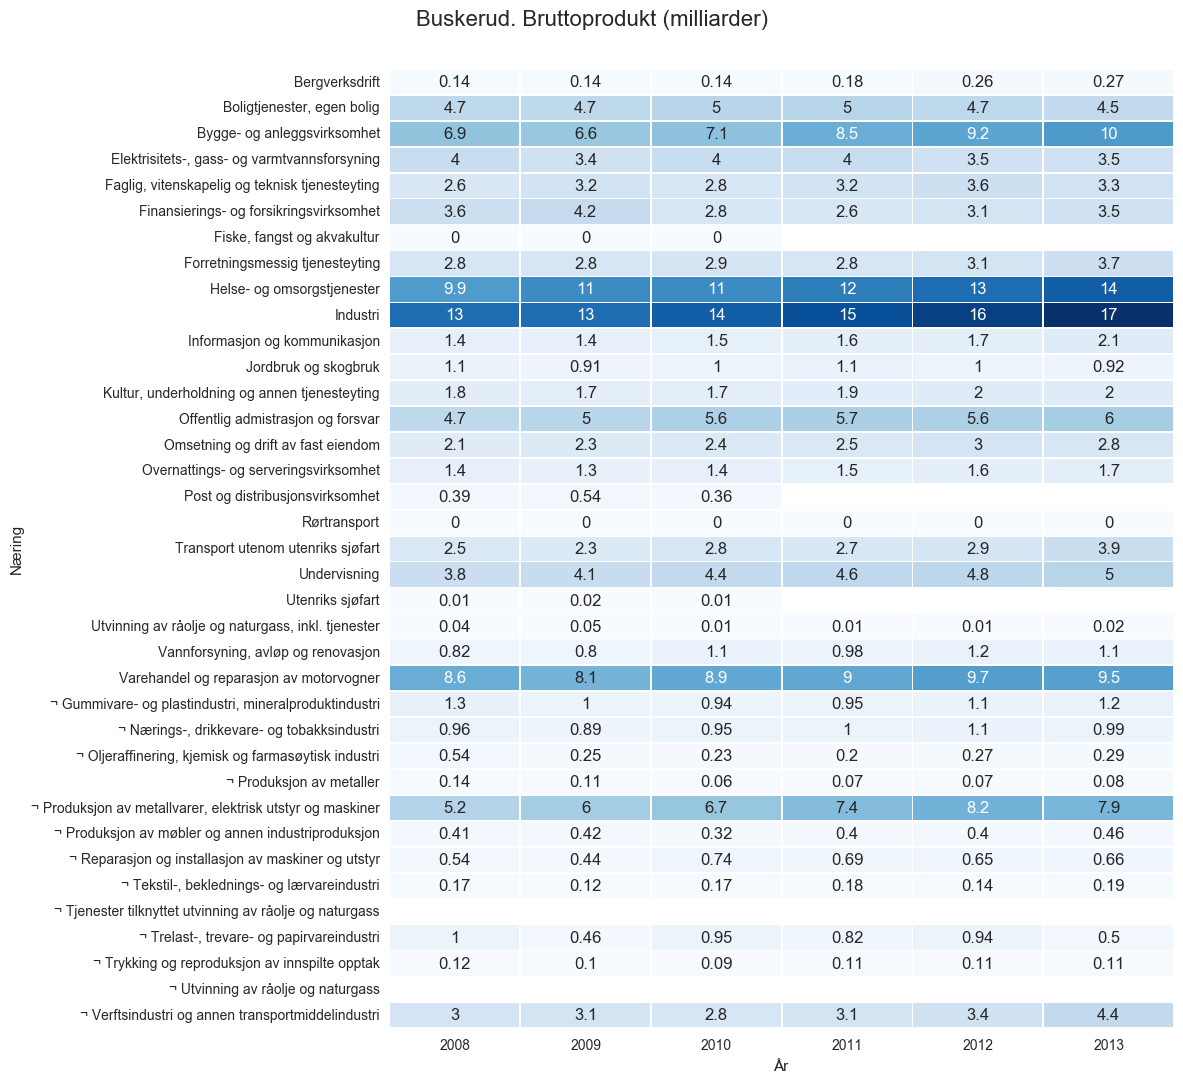 Buskerud. Bruttoprodukt (milliarder)
Næring
Bergverksdrift 0.14 0.14 0.14 0.18 0.26 0.27
Boligtjenester, egen bolig 4.7 4.7 5 5 4.7 4.5
Bygge- og anleggsvirksomhet 6.9 6.6 7.1 8.5 9.2 10
Elektrisitets-, gass- og varmtvannsforsyning 4 3.4 4 4 3.5 3.5
Faglig, vitenskapelig og teknisk tjenesteyting 2.6 3.2 2.8 3.2 3.6 3.3
Finansierings- og forsikringsvirksomhet 3.6 4.2 2.8 2.6 3.1 3.5
Fiske, fangst og akvakultur 0 0 0
Forretningsmessig tjenesteyting 2.8 2.8 2.9 2.8 3.1 3.7
Helse- og omsorgstjenester 9.9 11 11 12 13 14
Industri 13 13 14 15 16 17
Informasjon og kommunikasjon 1.4 1.4 1.5 1.6 1.7 2.1
Jordbruk og skogbruk 1.1 0.91 1 1.1 1 0.92
Kultur, underholdning og annen tjenesteyting 1.8 1.7 1.7 1.9 2 2
Offentlig admistrasjon og forsvar 4.7 5 5.6 5.7 5.6 6
Omsetning og drift av fast eiendom 2.1 2.3 2.4 2.5 3 2.8
Overnattings- og serveringsvirksomhet 1.4 1.3 1.4 1.5 1.6 1.7
Post og distribusjonsvirksomhet 0.39 0.54 0.36
Rørtransport 0 0 0 0 0 0
Transport utenom utenriks sjøfart 2.5 2.3 2.8 2.7 2.9 3.9
Undervisning 3.8 4.1 4.4 4.6 4.8 5
Utenriks sjøfart 0.01 0.02 0.01
Utvinning av råolje og naturgass, inkl. tjenester 0.04 0.05 0.01 0.01 0.01 0.02
Vannforsyning, avløp og renovasjon 0.82 0.8 1.1 0.98 1.2 1.1
Varehandel og reparasjon av motorvogner 8.6 8.1 8.9 9 9.7 9.5
¬ Gummivare- og plastindustri, mineralproduktindustri 1.3 1 0.94 0.95 1.1 1.2
¬ Nærings-, drikkevare- og tobakksindustri 0.96 0.89 0.95 1 1.1 0.99
¬ Oljeraffinering, kjemisk og farmasøytisk industri 0.54 0.25 0.23 0.2 0.27 0.29
¬ Produksjon av metaller 0.14 0.11 0.06 0.07 0.07 0.08
¬ Produksjon av metallvarer, elektrisk utstyr og maskiner 5.2 6 6.7 7.4 8.2 7.9
¬ Produksjon av møbler og annen industriproduksjon 0.41 0.42 0.32 0.4 0.4 0.46
¬ Reparasjon og installasjon av maskiner og utstyr 0.54 0.44 0.74 0.69 0.65 0.66
¬ Tekstil-, beklednings- og lærvareindustri 0.17 0.12 0.17 0.18 0.14 0.19
¬ Tjenester tilknyttet utvinning av råolje og naturgass
¬ Trelast-, trevare- og papirvareindustri 1 0.46 0.95 0.82 0.94 0.5
¬ Trykking og reproduksjon av innspilte opptak 0.12 0.1 0.09 0.11 0.11 0.11
¬ Utvinning av råolje og naturgass
¬ Verftsindustri og annen transportmiddelindustri 3 3.1 2.8 3.1 3.4 4.4
2008 2009 2010 2011 2012 2013
År